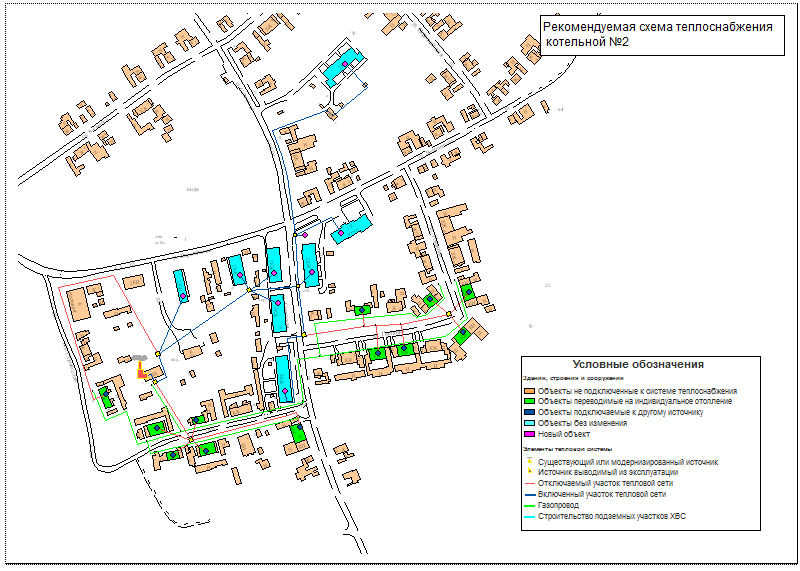 Рекомендуемая схема теплоснабжения
котельной №2
вода
Условные обозначения
Здания, строения и сооружения
Объекты не подключенные к системе теплоснабжения
Объекты переводимые на индивидуальное отопление
Объекты подключаемые к другому источнику
Объекты без изменения
Новый объект
Элементы тепловой системы
Существующий или модернизированный источник
Источник выводимый из эксплуатации
Отключаемый участок тепловой сети
Включенный участок тепловой сети
Газопровод
Строительство подземных участков ХВС